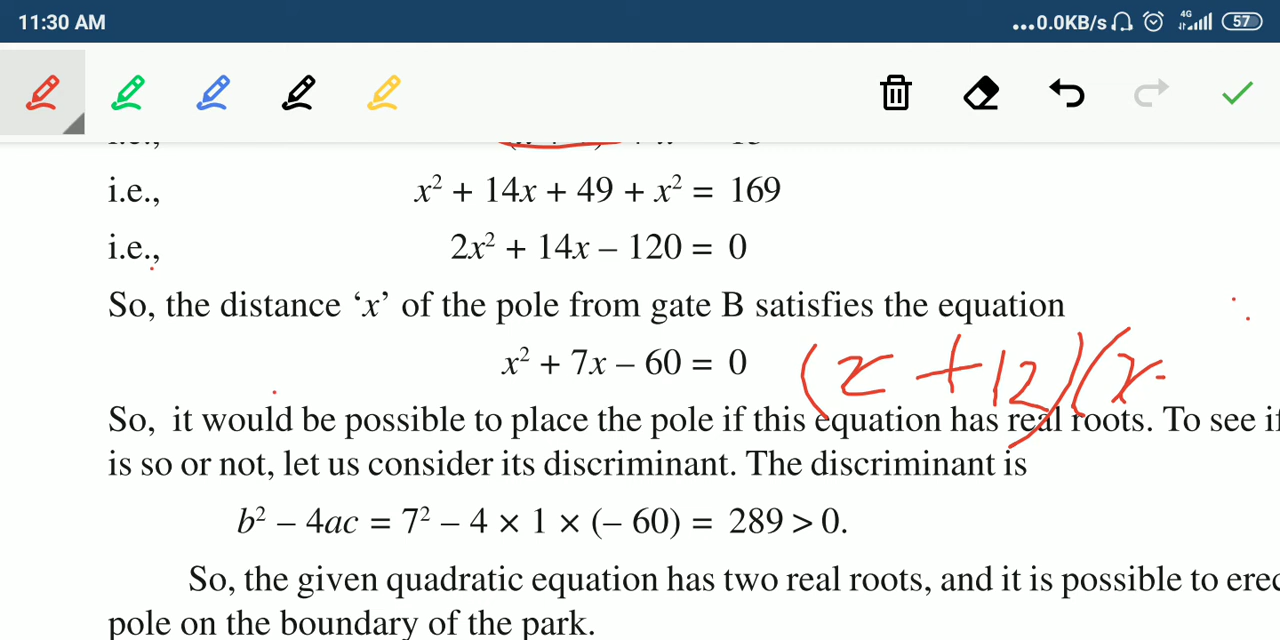 11:30 AM ...0.0KB/s 4G 57
i.e., x² + 14x + 49 + x² = 169
i.e., 2x² + 14x – 120 = 0
So, the distance ‘x’ of the pole from gate B satisfies the equation
x² + 7x – 60 = 0 (x + 12)(x -
So, it would be possible to place the pole if this equation has real roots. To see if
is so or not, let us consider its discriminant. The discriminant is
b² – 4ac = 7² – 4 × 1 × (– 60) = 289 > 0.
So, the given quadratic equation has two real roots, and it is possible to erec
pole on the boundary of the park.